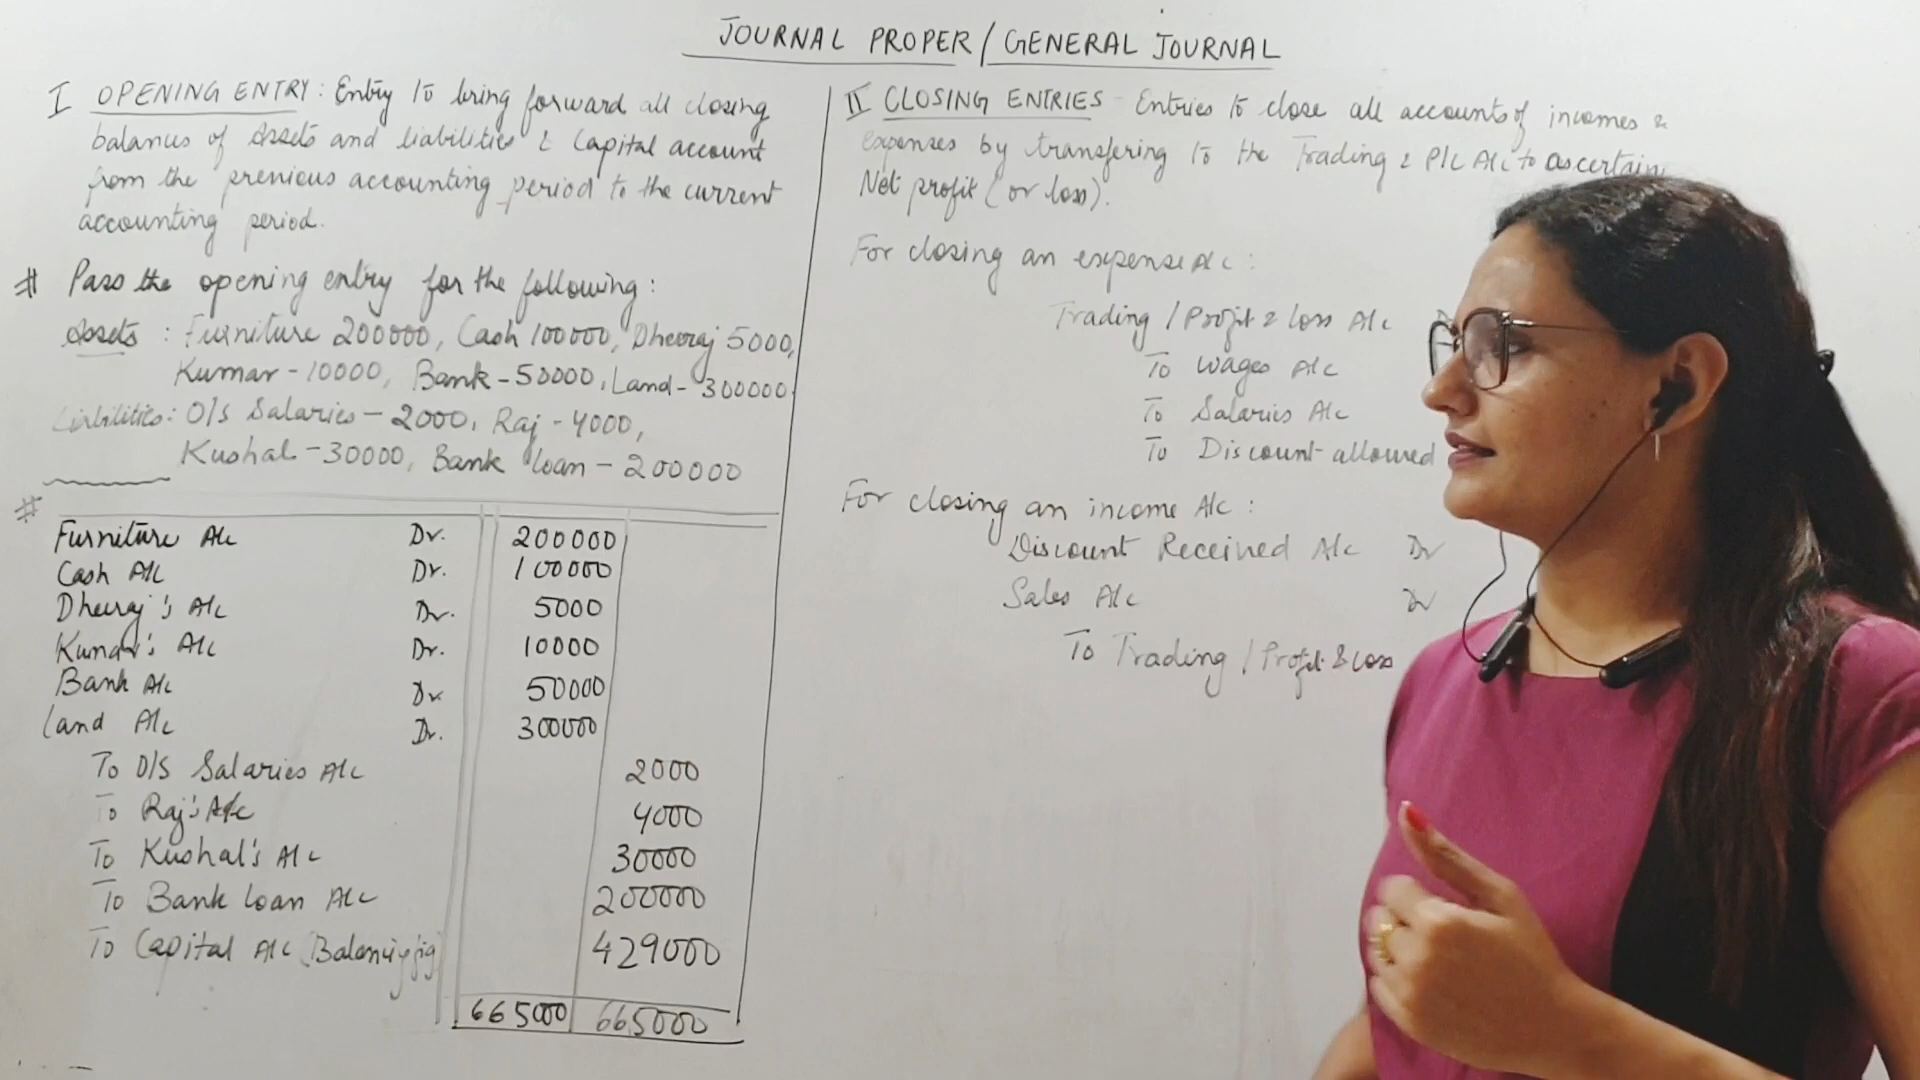 JOURNAL PROPER / GENERAL JOURNAL
I OPENING ENTRY : Entry to bring forward all closing
balances of Assets and liabilities & Capital account
from the previous accounting period to the current
accounting period.
# Pass the opening entry for the following :
Assets : Furniture 200000, Cash 100000, Dheeraj 5000,
Kumar - 10000, Bank - 50000, Land - 300000
Liabilities : O/S Salaries - 2000, Raj - 4000,
Kushal - 30000, Bank loan - 200000
#
Furniture A/c Dr. 200000
Cash A/c Dr. 100000
Dheeraj's A/c Dr. 5000
Kumar's A/c Dr. 10000
Bank A/c Dr. 50000
Land A/c Dr. 300000
To O/S Salaries A/c 2000
To Raj's A/c 4000
To Kushal's A/c 30000
To Bank loan A/c 200000
To Capital A/c (Balancing fig 429000
665000 665000
II CLOSING ENTRIES - Entries to close all accounts of incomes &
expenses by transfering to the Trading & P/L A/c to ascertain
Net profit (or loss).
For closing an expense A/c :
Trading / Profit & Loss A/c
To Wages A/c
To Salaries A/c
To Discount allowed
For closing an income A/c :
Discount Received A/c Dr
Sales A/c Dr
To Trading / Profit & Loss